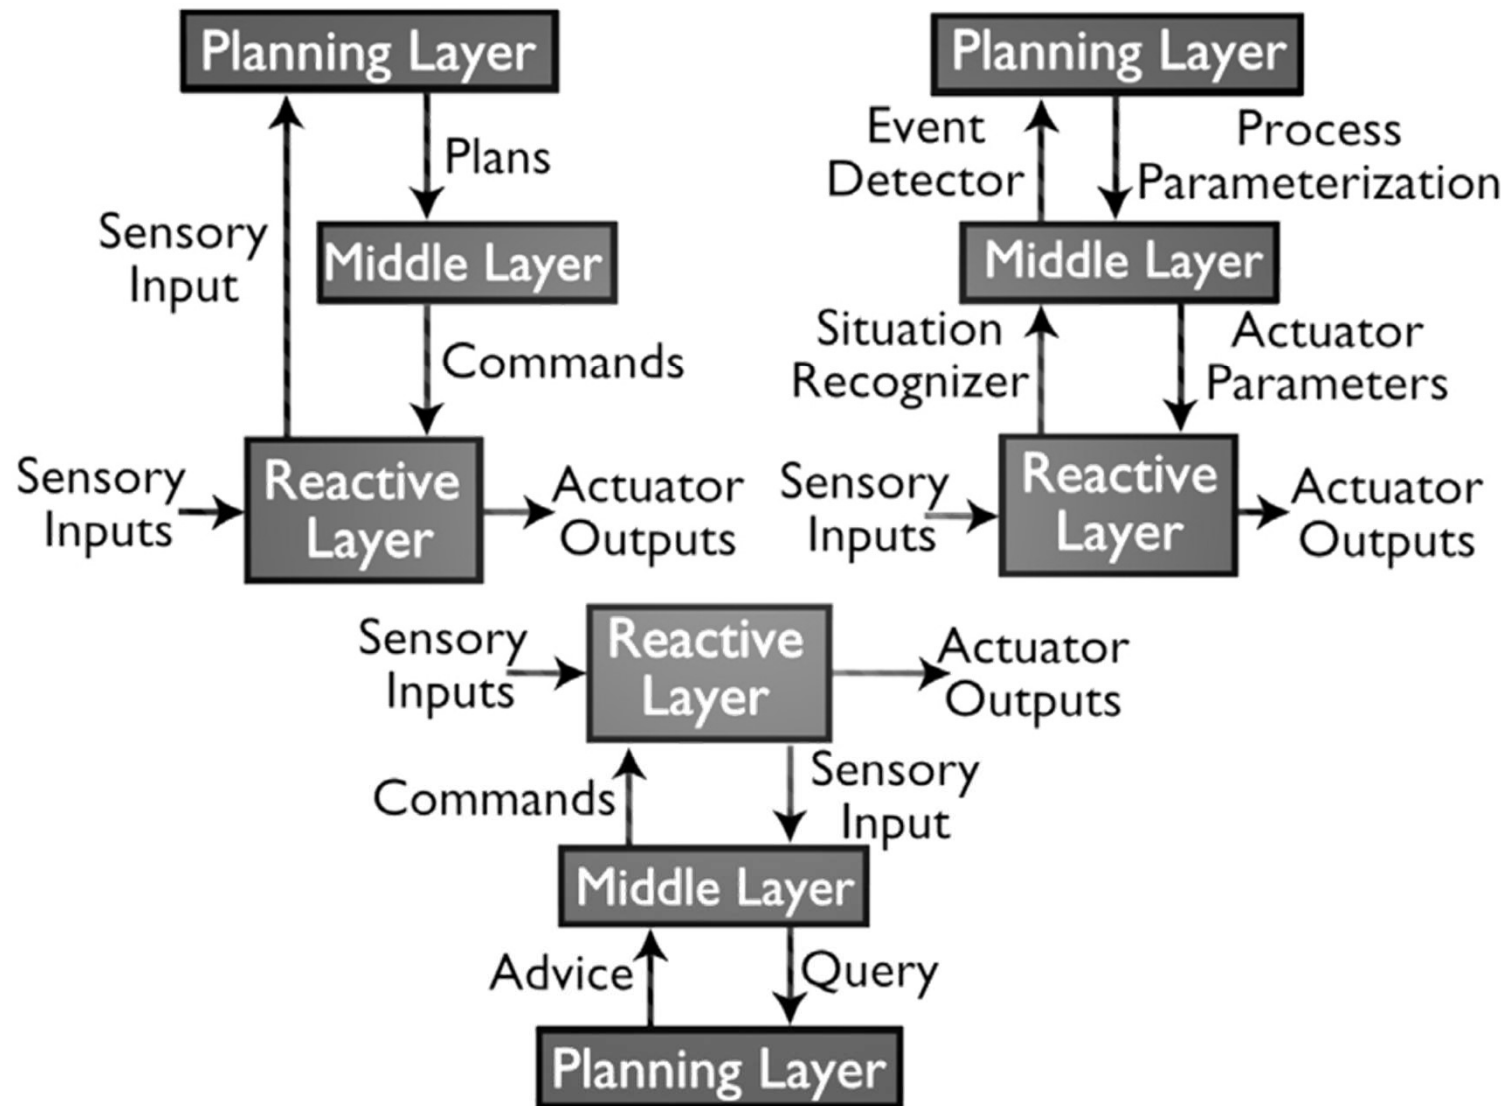 Planning Layer
Plans
Sensory
Input
Middle Layer
Commands
Sensory
Inputs
Reactive
Layer
Actuator
Outputs
Planning Layer
Event
Detector
Process
Parameterization
Middle Layer
Situation
Recognizer
Actuator
Parameters
Sensory
Inputs
Reactive
Layer
Actuator
Outputs
Sensory
Inputs
Reactive
Layer
Actuator
Outputs
Commands
Sensory
Input
Middle Layer
Advice
Query
Planning Layer